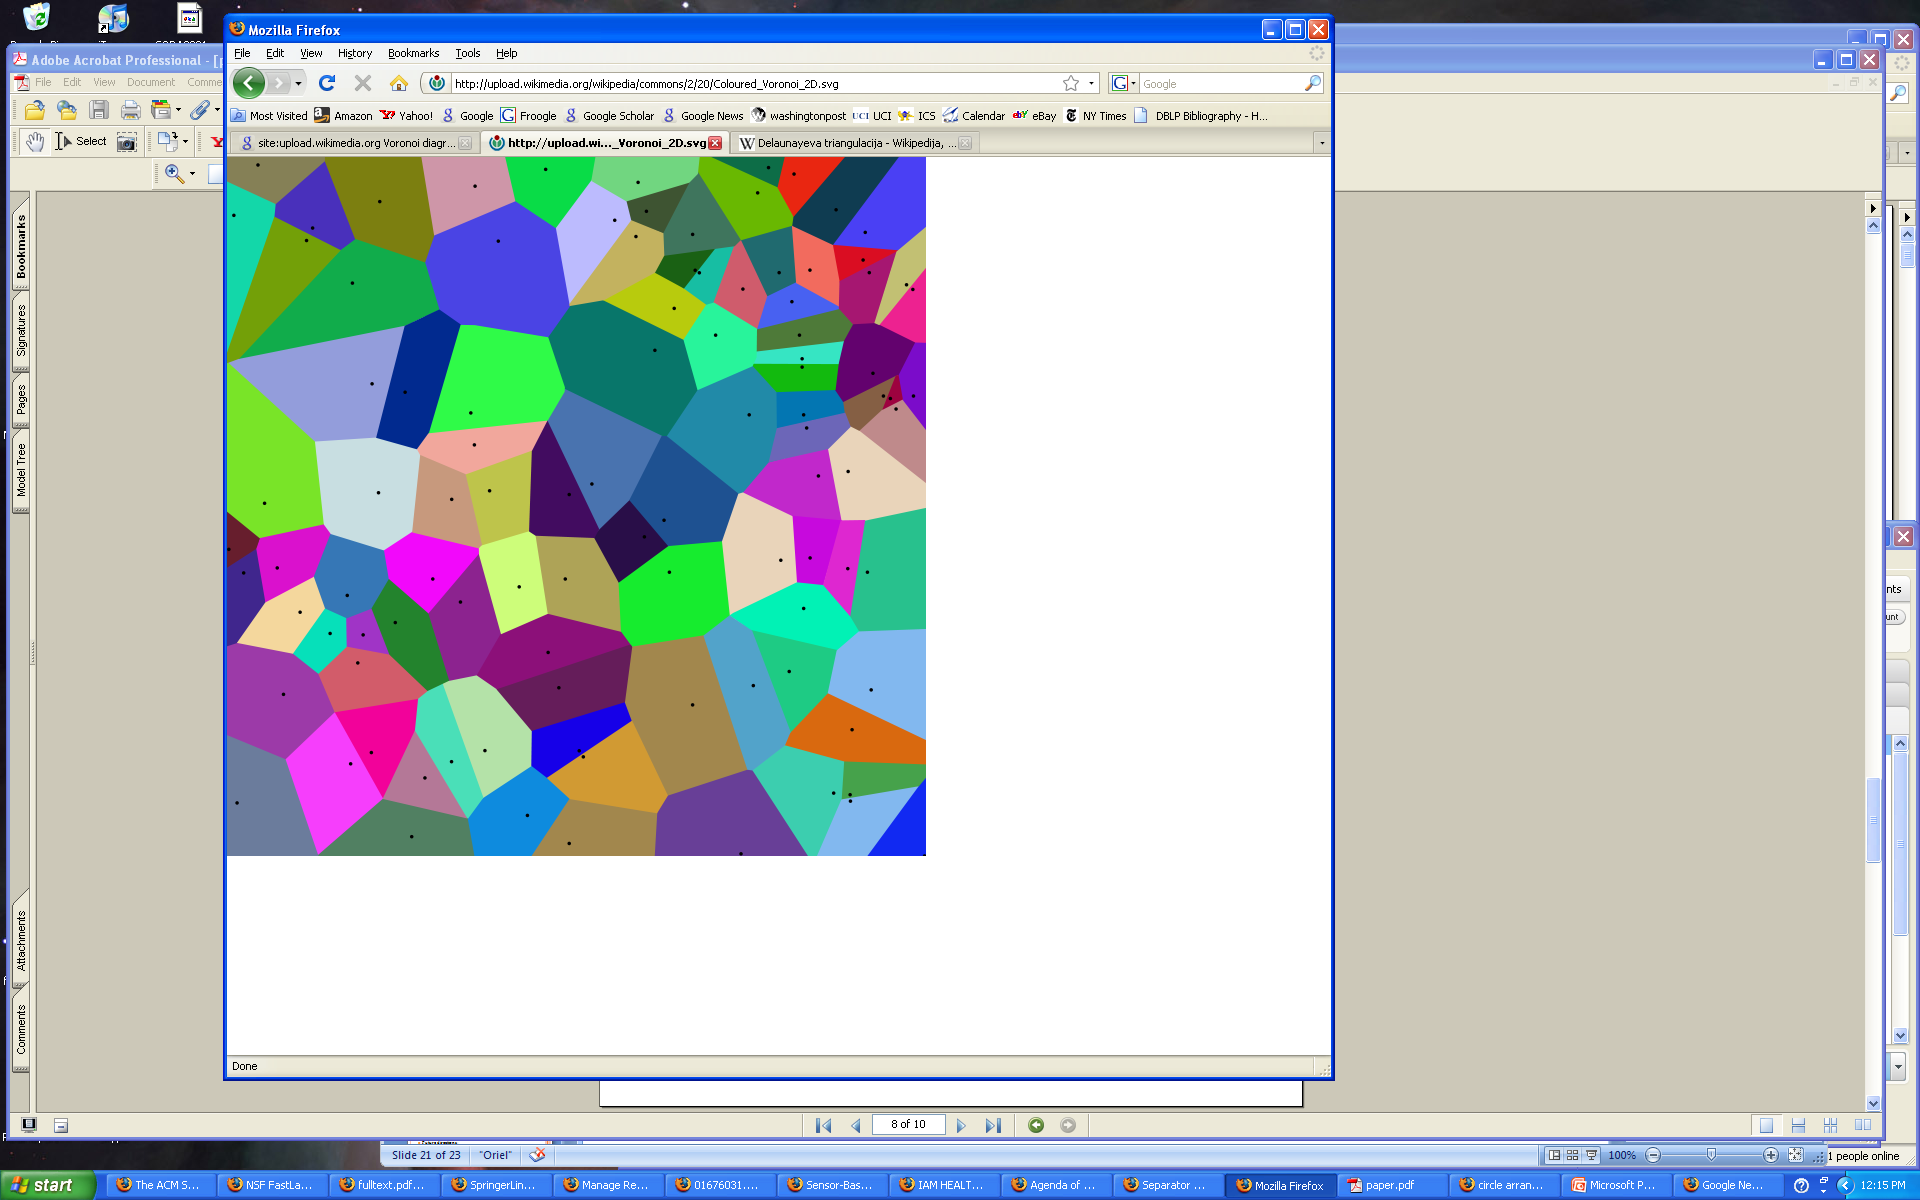 Mozilla Firefox
File Edit View History Bookmarks Tools Help
http://upload.wikimedia.org/wikipedia/commons/2/20/Coloured_Voronoi_2D.svg
Google
Most Visited Amazon Yahoo! Google Froogle Google Scholar Google News washingtonpost UCI UCI ICS Calendar ebY eBay NY Times DBLP Bibliography - H...
site:upload.wikimedia.org Voronoi diagr... http://upload.wi..._Voronoi_2D.svg Delaunayeva triangulacija - Wikipedija, ...
Adobe Acrobat Professional - [
File Edit View Document Comme
Select
Bookmarks
Signatures
Pages
Model Tree
Attachments
Comments
nts
unt
Done
8 of 10
Slide 21 of 23 "Oriel" 100% 1 people online
start The ACM S... NSF FastLa... fulltext.pdf... SpringerLin... Manage Re... 01676031.... Sensor-Bas... IAM HEALT... Agenda of ... Separator ... Mozilla Firefox paper.pdf circle arran... Microsoft P... Google Ne... 12:15 PM